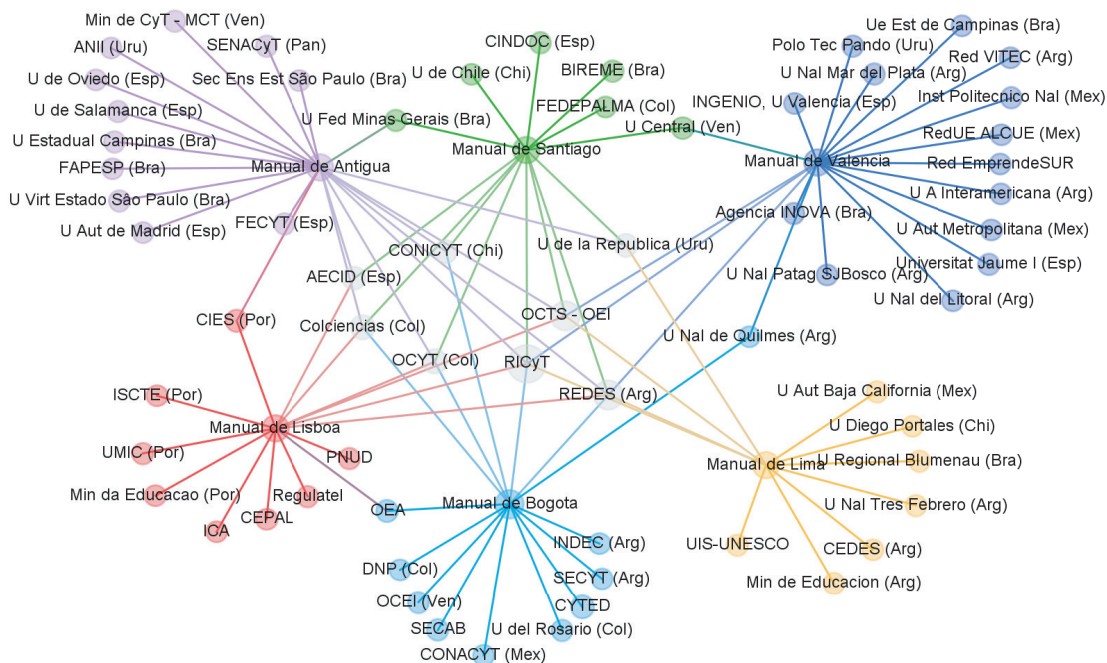 Min de CyT - MCT (Ven)
Ue Est de Campinas (Bra)
CINDOC (Esp)
ANII (Uru)
SENACyT (Pan)
Polo Tec Pando (Uru)
Red VITEC (Arg)
BIREME (Bra)
U de Chile (Chi)
U de Oviedo (Esp)
Sec Ens Est São Paulo (Bra)
U Nal Mar del Plata (Arg)
Inst Politecnico Nal (Mex)
FEDEPALMA (Col)
INGENIO, U Valencia (Esp)
U de Salamanca (Esp)
U Fed Minas Gerais (Bra)
U Central (Ven)
RedUE ALCUE (Mex)
U Estadual Campinas (Bra)
Manual de Santiago
Manual de Valencia
Red EmprendeSUR
FAPESP (Bra)
Manual de Antigua
U Virt Estado São Paulo (Bra)
U A Interamericana (Arg)
Agencia INOVA (Bra)
FECYT (Esp)
U Aut de Madrid (Esp)
U Aut Metropolitana (Mex)
U de la Republica (Uru)
CONICYT (Chi)
Universitat Jaume I (Esp)
AECID (Esp)
U Nal Patag SJBosco (Arg)
U Nal del Litoral (Arg)
CIES (Por)
Colciencias (Col)
OCTS - OEI
U Nal de Quilmes (Arg)
OCYT (Col)
RICyT
REDES (Arg)
ISCTE (Por)
U Aut Baja California (Mex)
Manual de Lisboa
U Diego Portales (Chi)
UMIC (Por)
PNUD
Manual de Lima
U Regional Blumenau (Bra)
Min da Educacao (Por)
Regulatel
Manual de Bogota
U Nal Tres Febrero (Arg)
OEA
CEPAL
ICA
INDEC (Arg)
UIS-UNESCO
CEDES (Arg)
DNP (Col)
SECYT (Arg)
Min de Educacion (Arg)
OCEI (Ven)
CYTED
SECAB
U del Rosario (Col)
CONACYT (Mex)